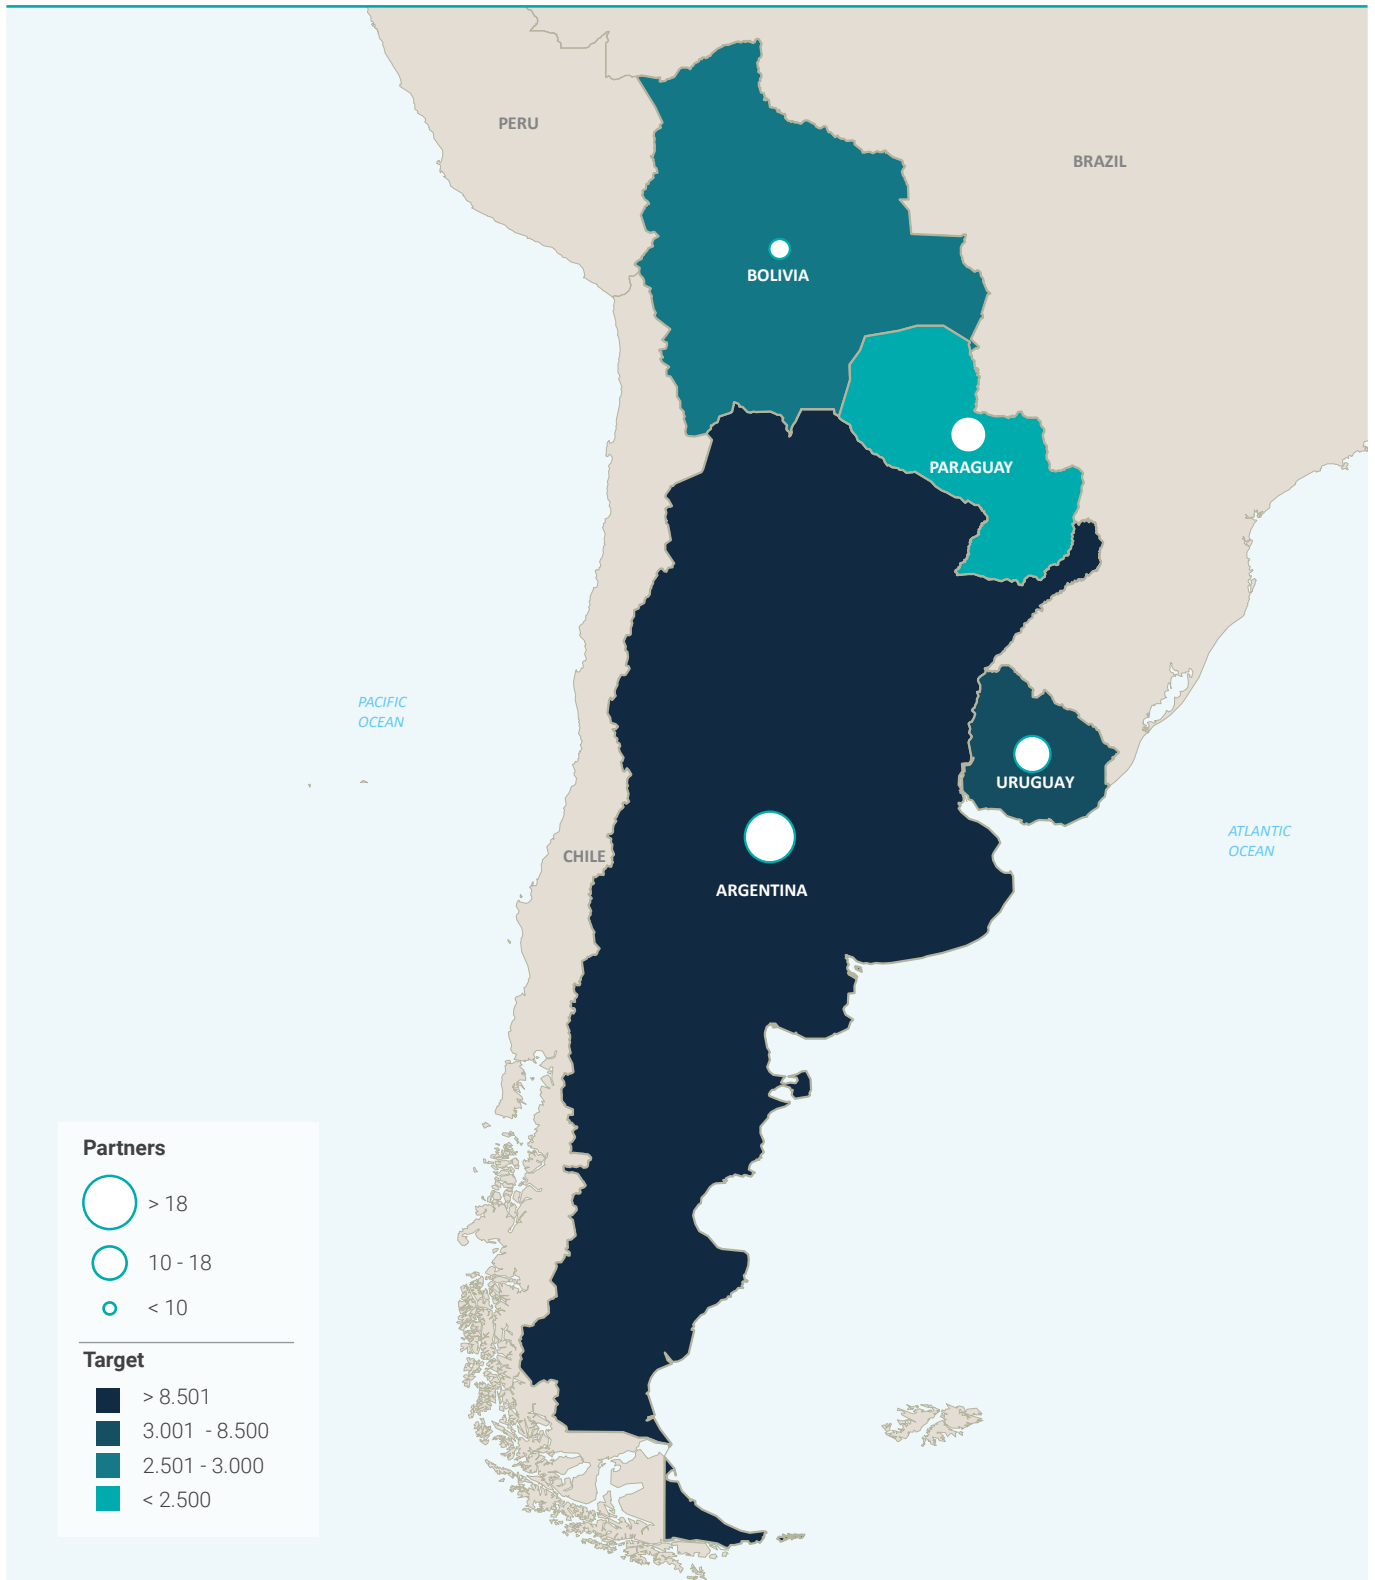 PERU
BRAZIL
BOLIVIA
PARAGUAY
PACIFIC
OCEAN
URUGUAY
ATLANTIC
OCEAN
CHILE
ARGENTINA
Partners
> 18
10 - 18
< 10
Target
> 8.501
3.001 - 8.500
2.501 - 3.000
< 2.500